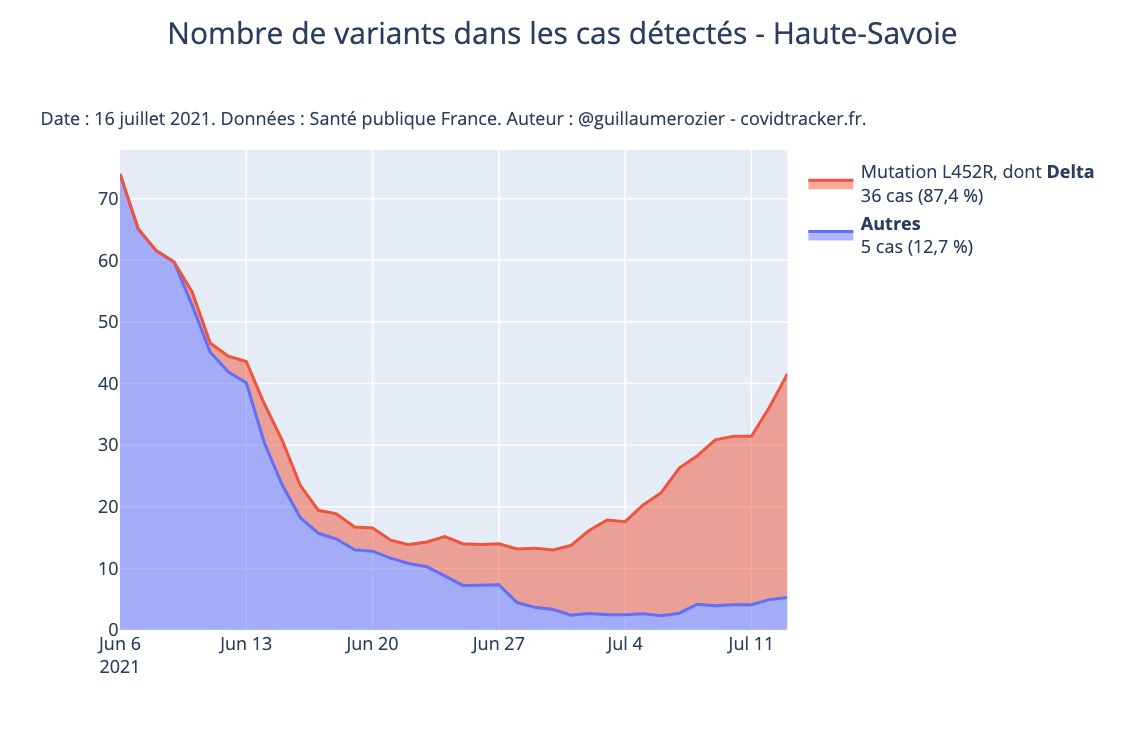 Nombre de variants dans les cas détectés - Haute-Savoie
Date : 16 juillet 2021. Données : Santé publique France. Auteur : @guillaumerozier - covidtracker.fr.
Mutation L452R, dont Delta
36 cas (87,4 %)
Autres
5 cas (12,7 %)
70
60
50
40
30
20
10
0
Jun 6
2021
Jun 13
Jun 20
Jun 27
Jul 4
Jul 11